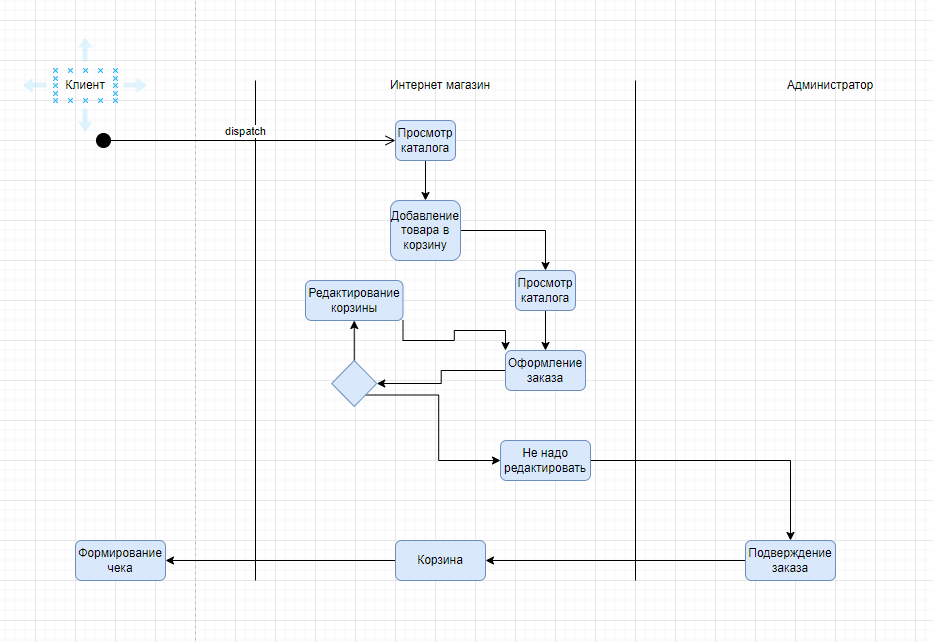 Клиент
Интернет магазин
Администратор
dispatch
Просмотр
каталога
Добавление
товара в
корзину
Просмотр
каталога
Редактирование
корзины
Оформление
заказа
Не надо
редактировать
Формирование
чека
Корзина
Подверждение
заказа